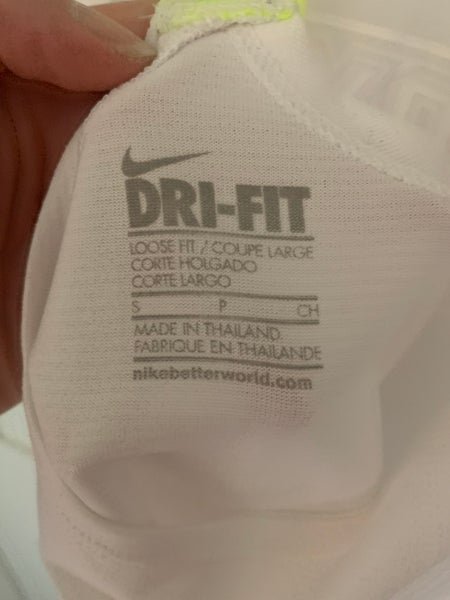 DRI-FIT
LOOSE FIT / COUPE LARGE
CORTE HOLGADO
CORTE LARGO
S P CH
MADE IN THAILAND
FABRIQUE EN THAILANDE
nikebetterworld.com